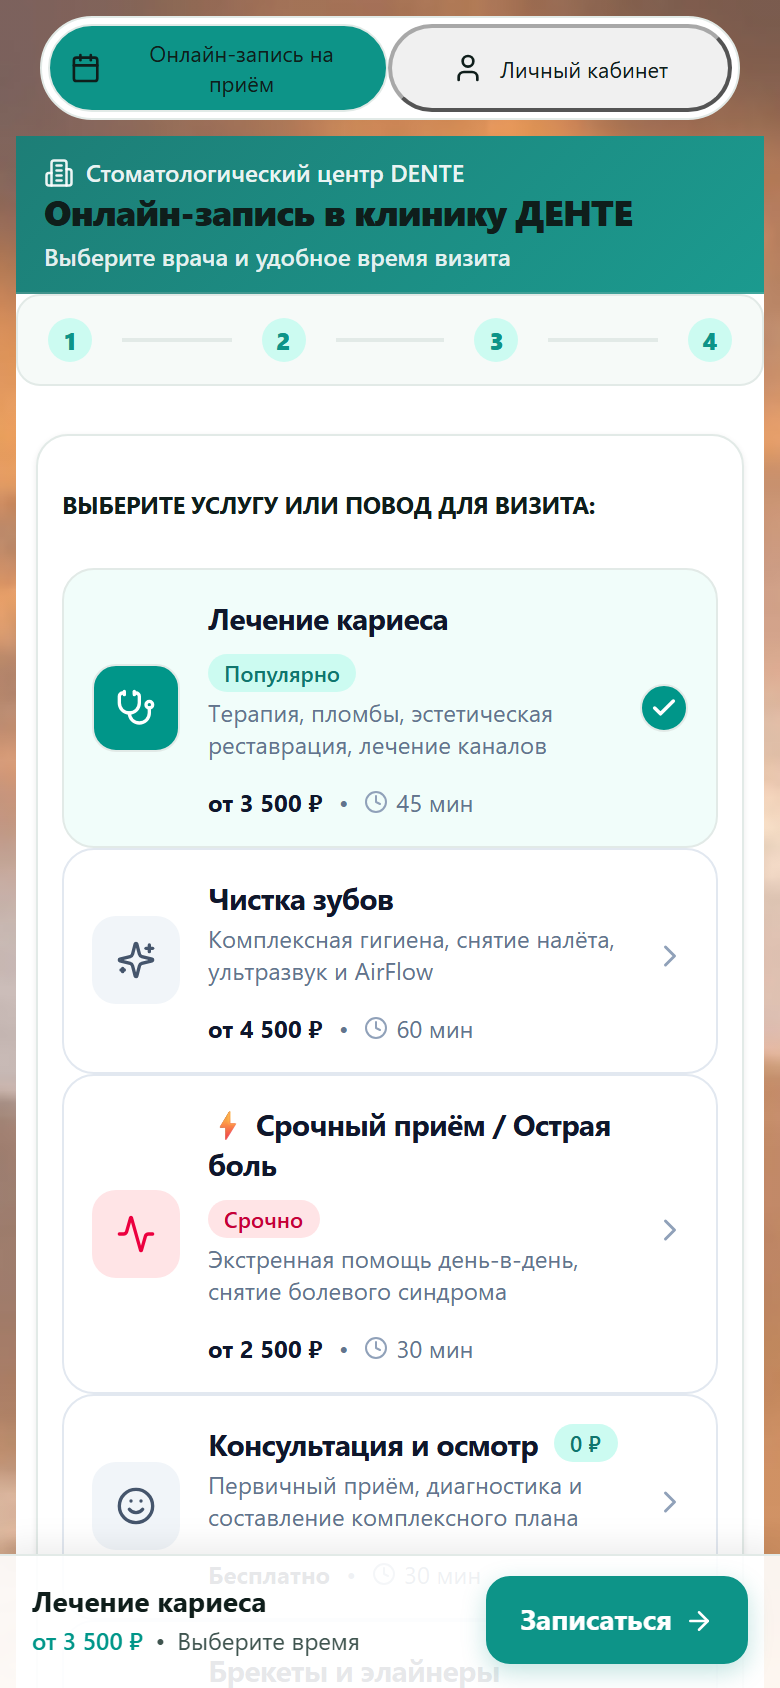 Онлайн-запись на
приём
Личный кабинет
Стоматологический центр DENTE
Онлайн-запись в клинику ДЕНТЕ
Выберите врача и удобное время визита
1 2 3 4
ВЫБЕРИТЕ УСЛУГУ ИЛИ ПОВОД ДЛЯ ВИЗИТА:
Лечение кариеса
Популярно
Терапия, пломбы, эстетическая
реставрация, лечение каналов
от 3 500 ₽ • 45 мин
Чистка зубов
Комплексная гигиена, снятие налёта,
ультразвук и AirFlow
от 4 500 ₽ • 60 мин
⚡ Срочный приём / Острая
боль
Срочно
Экстренная помощь день-в-день,
снятие болевого синдрома
от 2 500 ₽ • 30 мин
Консультация и осмотр 0 ₽
Первичный приём, диагностика и
составление комплексного плана
Бесплатно • 30 мин
Лечение кариеса
от 3 500 ₽ • Выберите время
Записаться
Брекеты и элайнеры